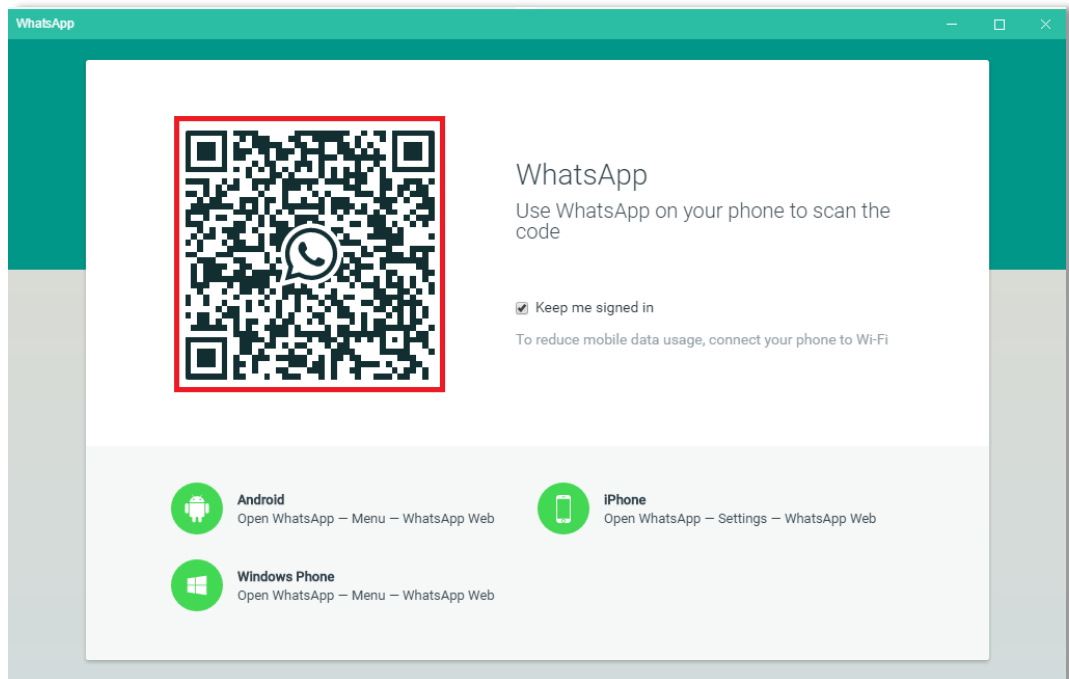 WhatsApp
WhatsApp
Use WhatsApp on your phone to scan the
code
Keep me signed in
To reduce mobile data usage, connect your phone to Wi-Fi
Android
Open WhatsApp — Menu — WhatsApp Web
iPhone
Open WhatsApp — Settings — WhatsApp Web
Windows Phone
Open WhatsApp — Menu — WhatsApp Web